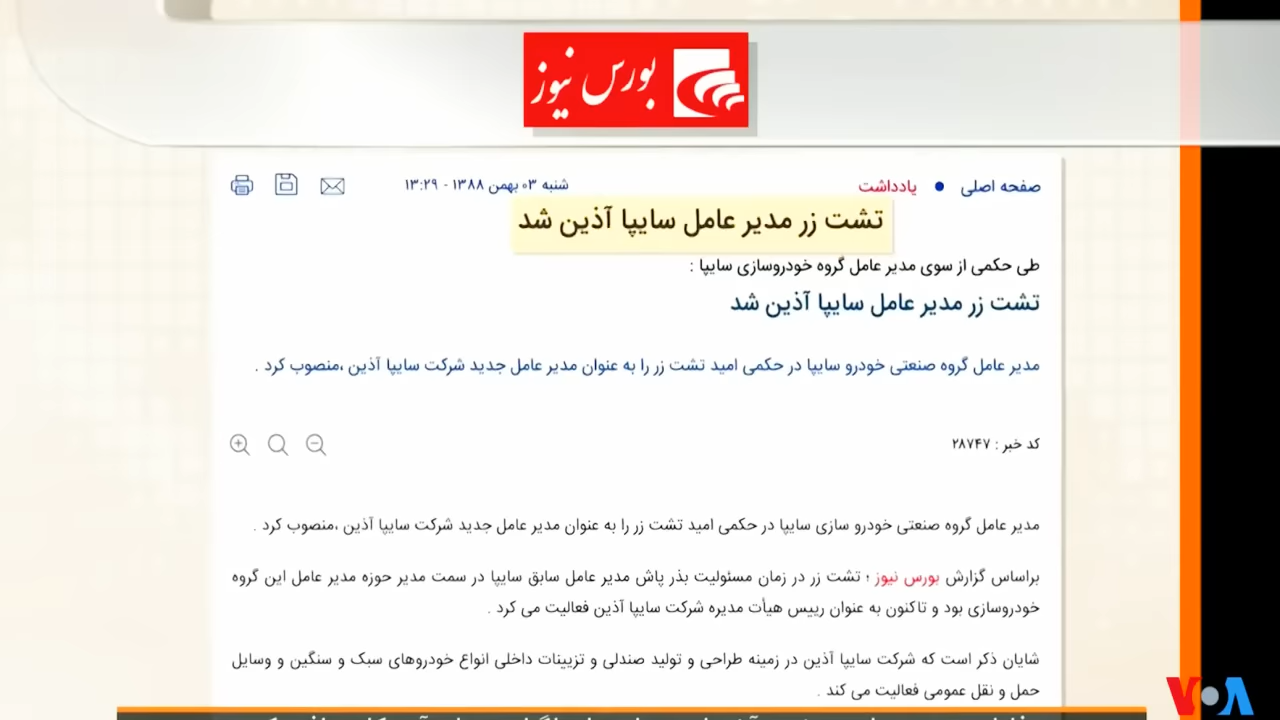 بورس نیوز
صفحه اصلی ● یادداشت شنبه ۰۳ بهمن ۱۳۸۸ - ۱۳:۲۹
تشت زر مدیر عامل سایپا آذین شد
طی حکمی از سوی مدیر عامل گروه خودروسازی سایپا :
تشت زر مدیر عامل سایپا آذین شد
مدیر عامل گروه صنعتی خودرو سایپا در حکمی امید تشت زر را به عنوان مدیر عامل جدید شرکت سایپا آذین ،منصوب کرد .
کد خبر : ۲۸۷۴۷
مدیر عامل گروه صنعتی خودرو سازی سایپا در حکمی امید تشت زر را به عنوان مدیر عامل جدید شرکت سایپا آذین ،منصوب کرد .
براساس گزارش بورس نیوز ؛ تشت زر در زمان مسئولیت بذر پاش مدیر عامل سابق سایپا در سمت مدیر حوزه مدیر عامل این گروه
خودروسازی بود و تاکنون به عنوان رییس هیأت مدیره شرکت سایپا آذین فعالیت می کرد .
شایان ذکر است که شرکت سایپا آذین در زمینه طراحی و تولید صندلی و تزیینات داخلی انواع خودروهای سبک و سنگین و وسایل
حمل و نقل عمومی فعالیت می کند .
VOA